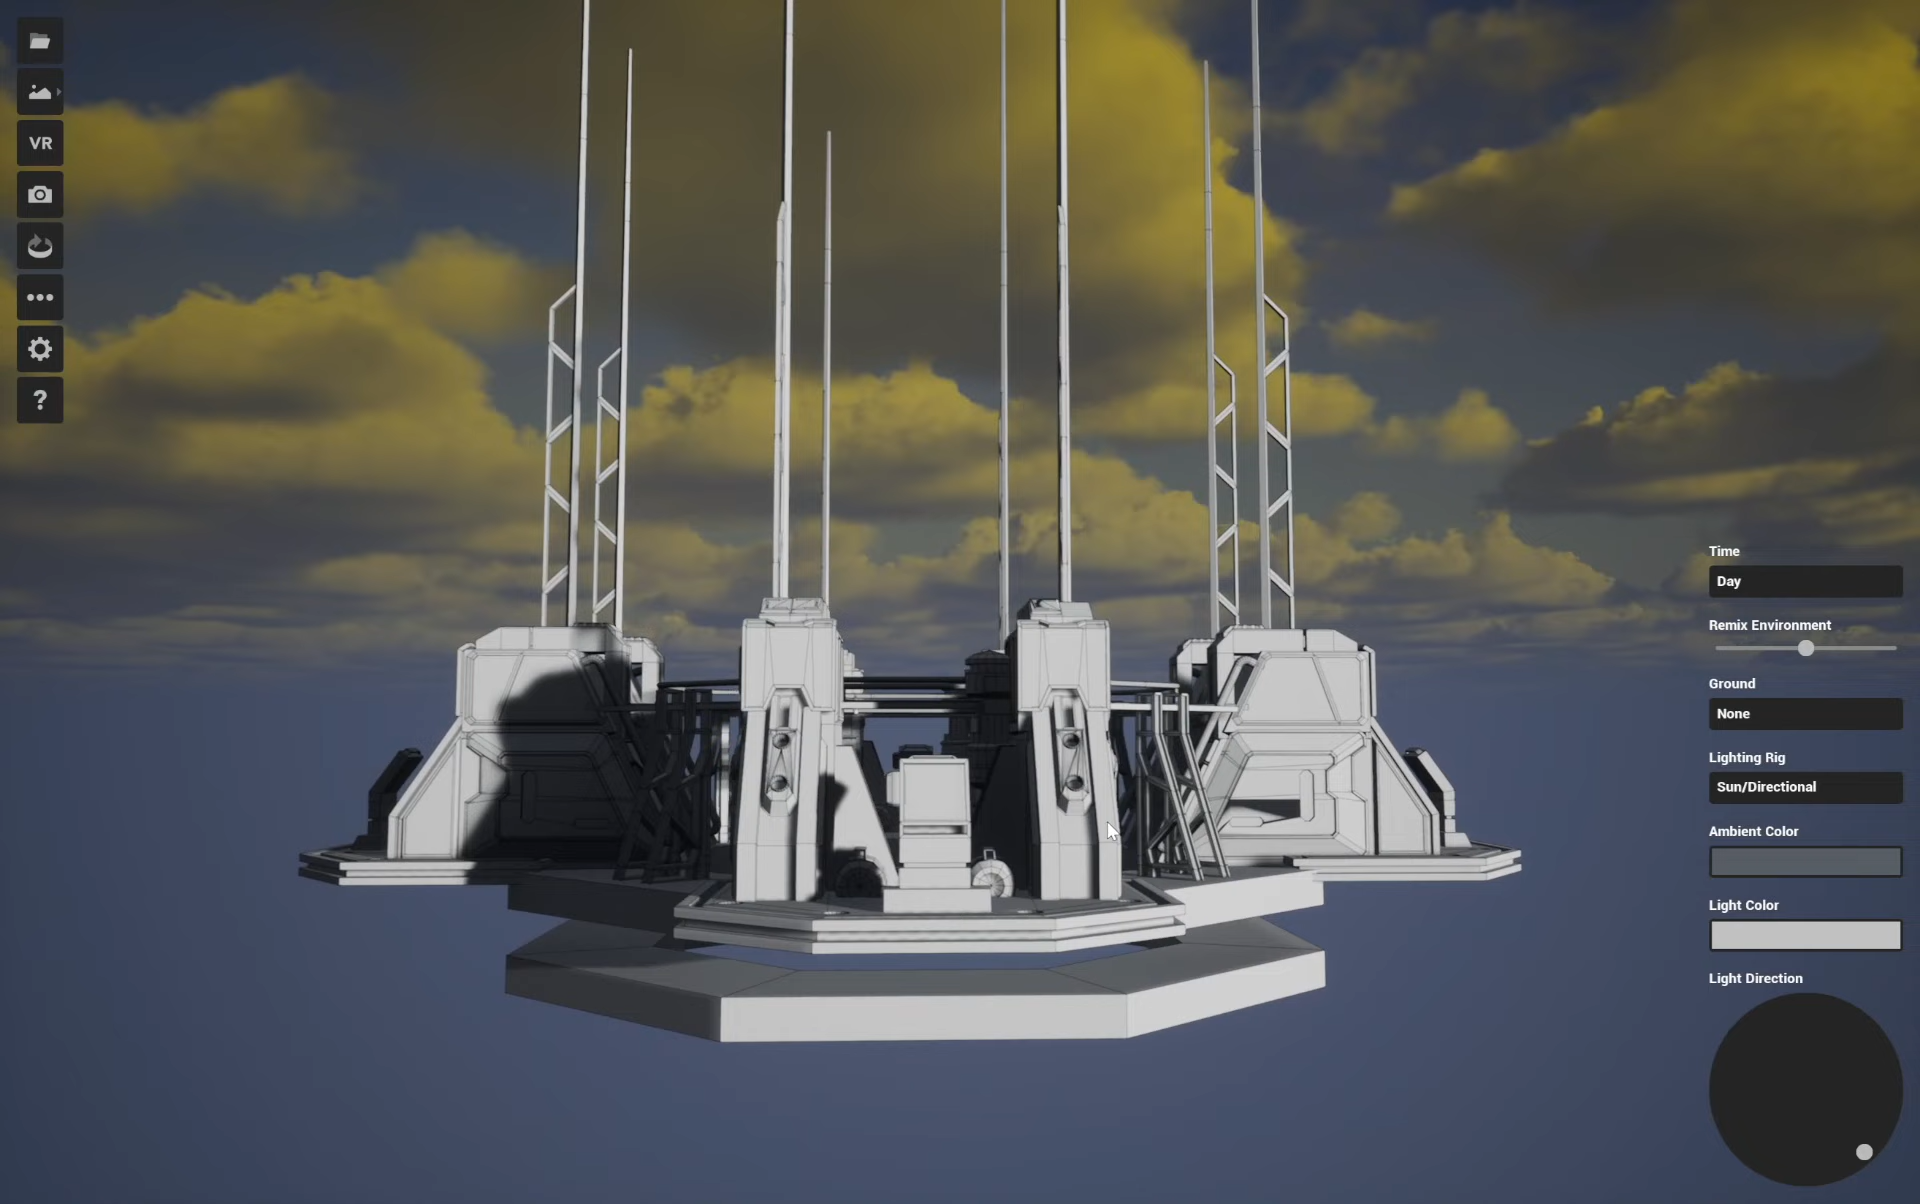 VR
?
Time
Day
Remix Environment
Ground
None
Lighting Rig
Sun/Directional
Ambient Color
Light Color
Light Direction